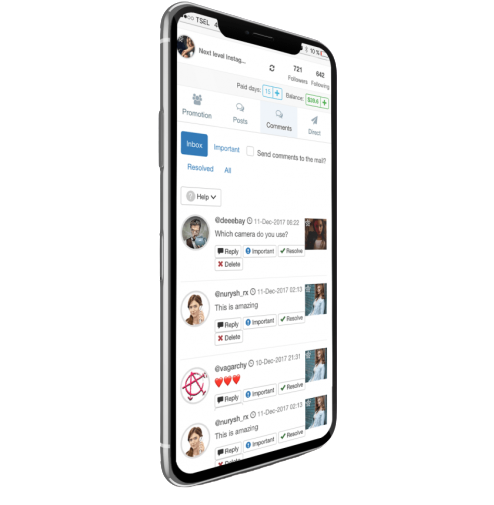 TSEL 4
10 %
Next level instag...
721
Followers
642
Following
Paid days: 15 +
Balance: $39.6 +
Promotion
Posts
Comments
Direct
Inbox
Important
Send comments to the mail?
Resolved
All
Help
@deeebay 11-Dec-2017 06:22
Which camera do you use?
Reply Important Resolve
Delete
@nurysh_rx 11-Dec-2017 02:13
This is amazing
Reply Important Resolve
Delete
@vagarchy 10-Dec-2017 21:31
Reply Important Resolve
@nurysh_rx 11-Dec-2017 02:13
This is amazing
Reply Important Resolve
Delete